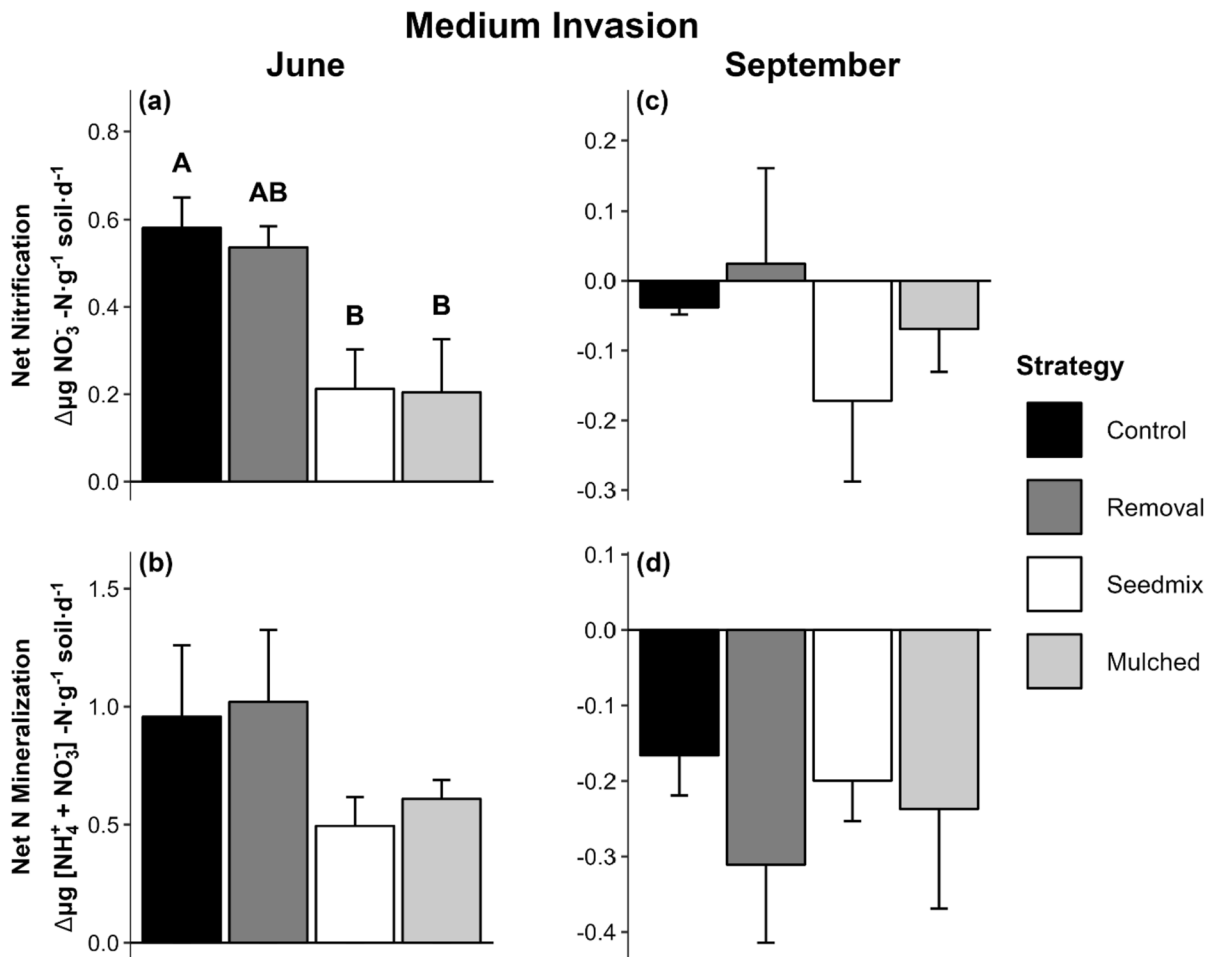 Medium Invasion
June
September
(a)
(c)
Net Nitrification
Δµg NO₃⁻ -N·g⁻¹ soil·d⁻¹
0.8
0.6
0.4
0.2
0.0
A
AB
B
B
0.2
0.1
0.0
-0.1
-0.2
-0.3
(b)
(d)
Net N Mineralization
Δµg [NH₄⁺ + NO₃⁻] -N·g⁻¹ soil·d⁻¹
1.5
1.0
0.5
0.0
0.1
0.0
-0.1
-0.2
-0.3
-0.4
Strategy
Control
Removal
Seedmix
Mulched